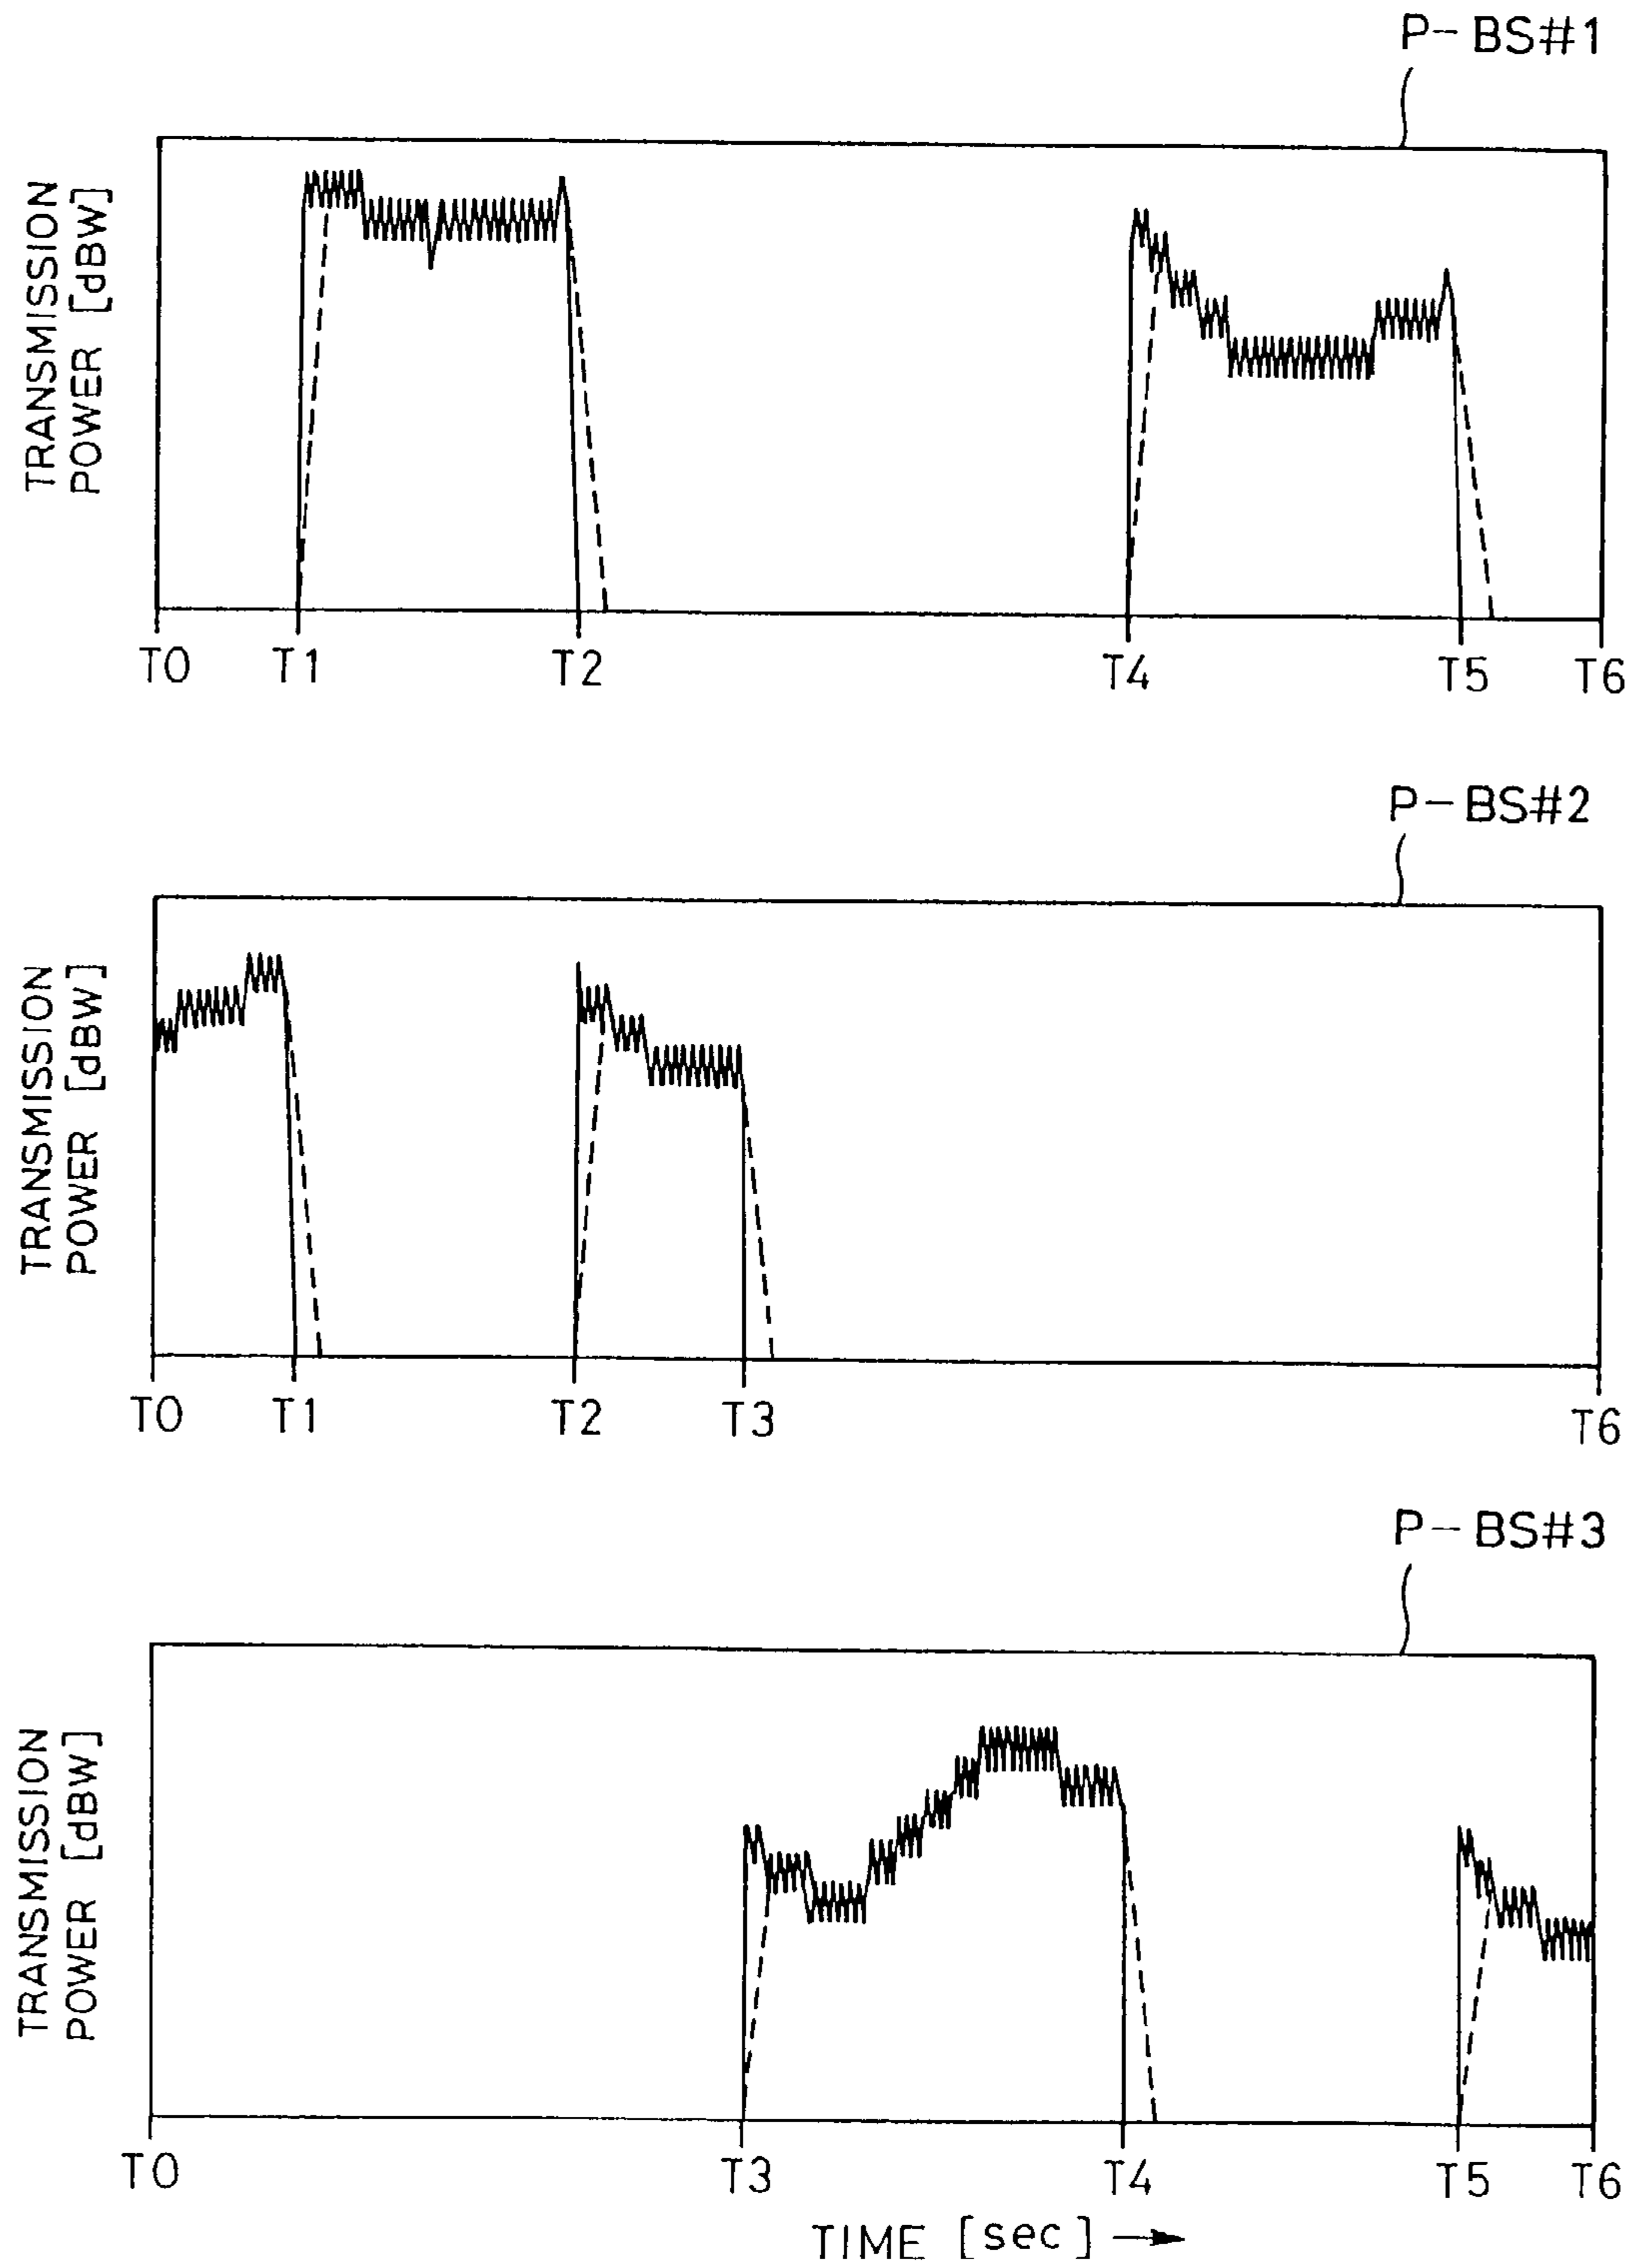 P-BS#1
TRANSMISSION
POWER [dBW]
T0 T1 T2 T4 T5 T6
P-BS#2
TRANSMISSION
POWER [dBW]
T0 T1 T2 T3 T6
P-BS#3
TRANSMISSION
POWER [dBW]
T0 T3 T4 T5 T6
TIME [sec] →